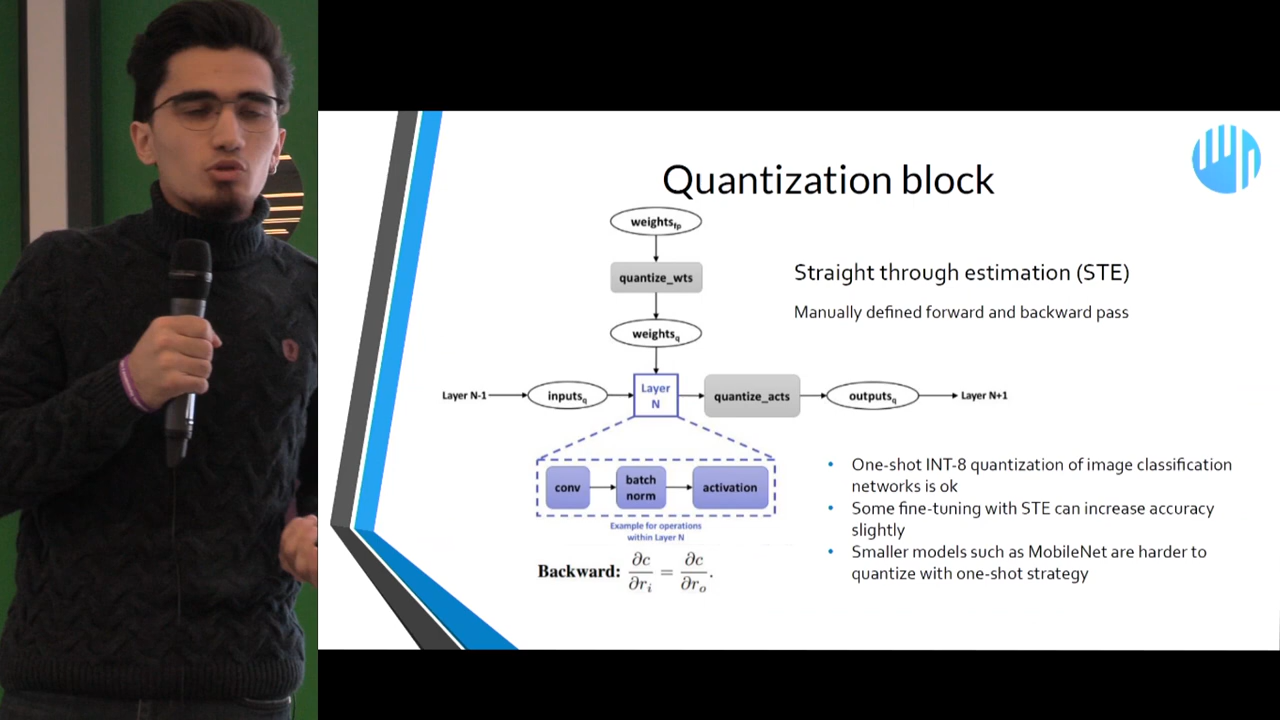 Quantization block
weights_fp
quantize_wts
Straight through estimation (STE)
Manually defined forward and backward pass
weights_q
Layer N-1
inputs_q
Layer
N
quantize_acts
outputs_q
Layer N+1
conv
batch
norm
activation
Example for operations
within Layer N
Backward: ∂c/∂r_i = ∂c/∂r_o.
• One-shot INT-8 quantization of image classification
networks is ok
• Some fine-tuning with STE can increase accuracy
slightly
• Smaller models such as MobileNet are harder to
quantize with one-shot strategy